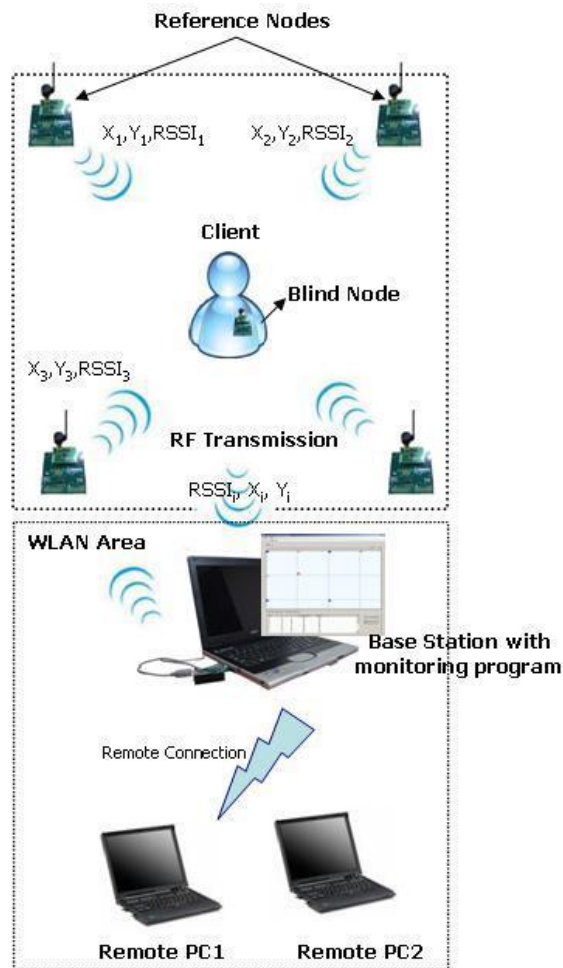 Reference Nodes
X₁,Y₁,RSSI₁
X₂,Y₂,RSSI₂
Client
Blind Node
X₃,Y₃,RSSI₃
RF Transmission
RSSIᵢ, Xᵢ, Yᵢ
WLAN Area
Base Station with
monitoring program
Remote Connection
Remote PC1
Remote PC2